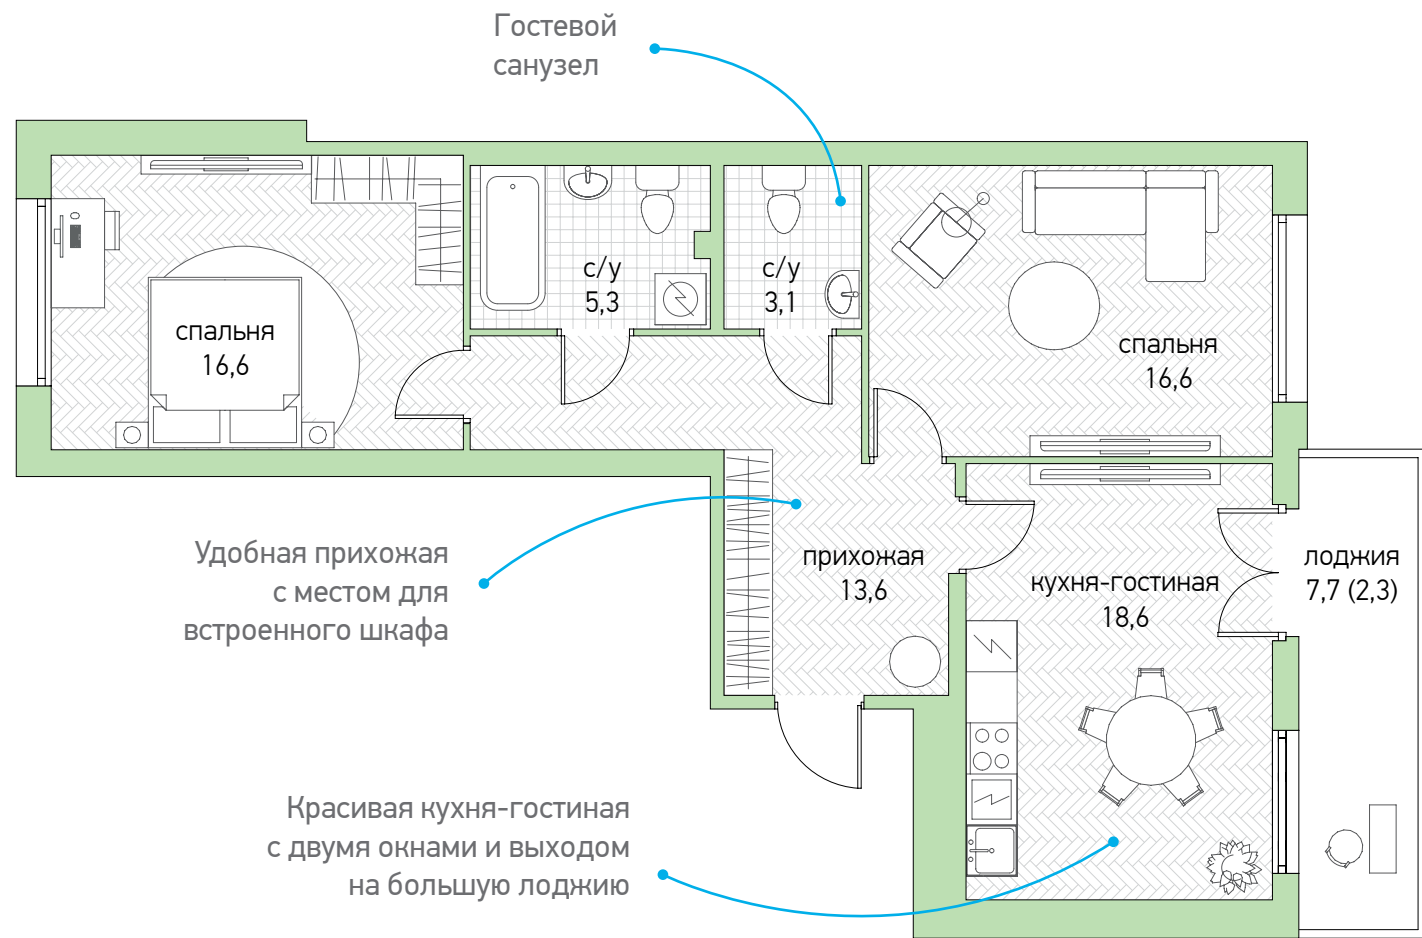 Гостевой
санузел
с/у
5,3
с/у
3,1
спальня
16,6
спальня
16,6
Удобная прихожая
с местом для
встроенного шкафа
прихожая
13,6
кухня-гостиная
18,6
лоджия
7,7 (2,3)
Красивая кухня-гостиная
с двумя окнами и выходом
на большую лоджию